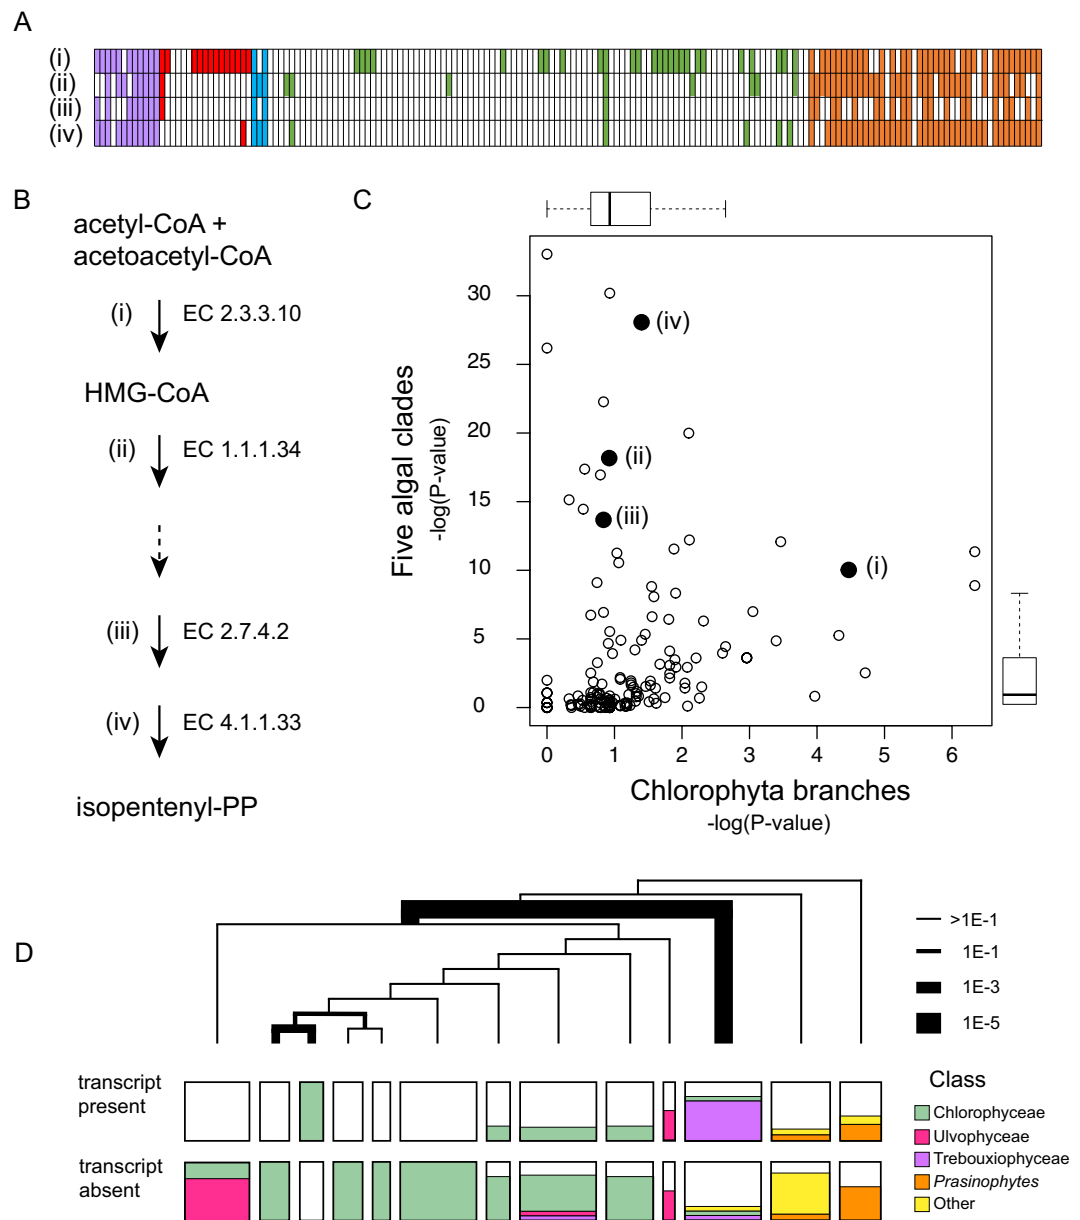 A
(i)
(ii)
(iii)
(iv)
B
acetyl-CoA +
acetoacetyl-CoA
(i) EC 2.3.3.10
HMG-CoA
(ii) EC 1.1.1.34
(iii) EC 2.7.4.2
(iv) EC 4.1.1.33
isopentenyl-PP
C
Five algal clades
-log(P-value)
30
25
20
15
10
5
0
(iv)
(ii)
(iii)
(i)
0 1 2 3 4 5 6
Chlorophyta branches
-log(P-value)
D
>1E-1
1E-1
1E-3
1E-5
transcript
present
transcript
absent
Class
Chlorophyceae
Ulvophyceae
Trebouxiophyceae
Prasinophytes
Other